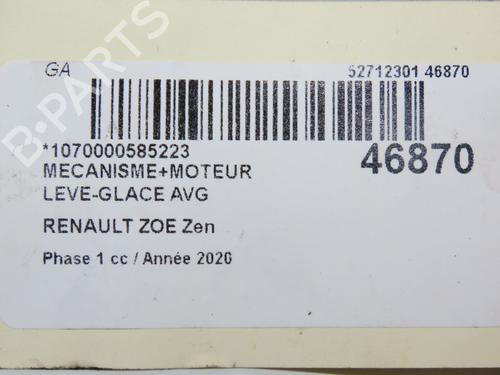 GA
52712301 46870
*1070000585223
46870
MECANISME+MOTEUR
LEVE-GLACE AVG
RENAULT ZOE Zen
Phase 1 cc / Année 2020
B-PARTS